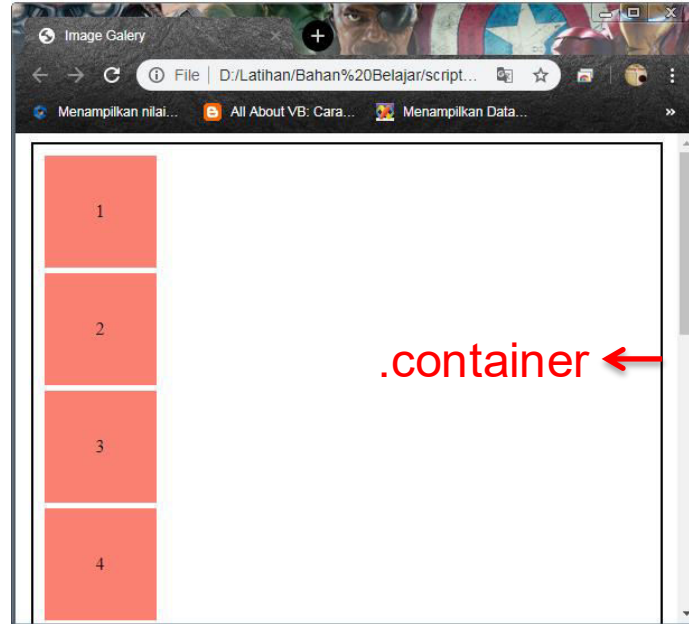 Image Galery
File | D:/Latihan/Bahan%20Belajar/script...
Menampilkan nilai... All About VB: Cara... Menampilkan Data... »
1
2
.container
3
4